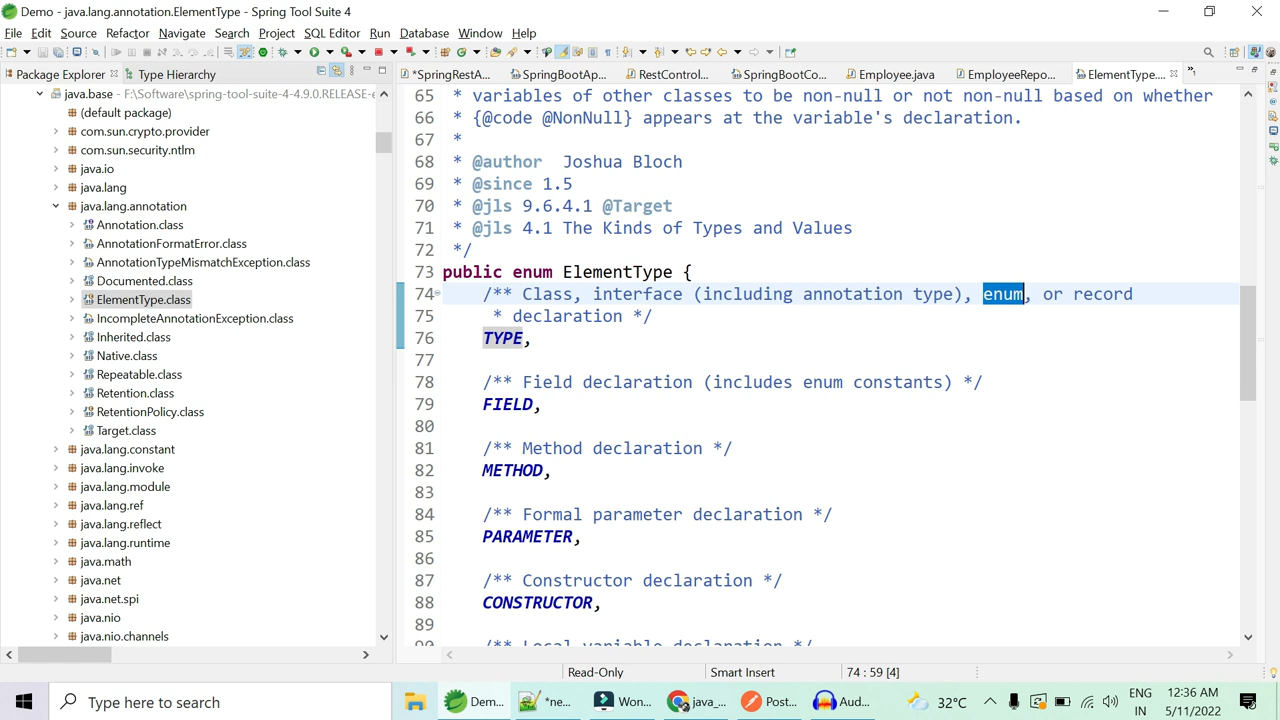 Demo - java.lang.annotation.ElementType - Spring Tool Suite 4
File Edit Source Refactor Navigate Search Project SQL Editor Run Database Window Help
Package Explorer Type Hierarchy
*SpringRestA... SpringBootAp... RestControl... SpringBootCo... Employee.java EmployeeRepo... ElementType....
java.base - F:\Software\spring-tool-suite-4-4.9.0.RELEASE-e
(default package)
com.sun.crypto.provider
com.sun.security.ntlm
java.io
java.lang
java.lang.annotation
Annotation.class
AnnotationFormatError.class
AnnotationTypeMismatchException.class
Documented.class
ElementType.class
IncompleteAnnotationException.class
Inherited.class
Native.class
Repeatable.class
Retention.class
RetentionPolicy.class
Target.class
java.lang.constant
java.lang.invoke
java.lang.module
java.lang.ref
java.lang.reflect
java.lang.runtime
java.math
java.net
java.net.spi
java.nio
java.nio.channels
65 * variables of other classes to be non-null or not non-null based on whether
66 * {@code @NonNull} appears at the variable's declaration.
67 *
68 * @author Joshua Bloch
69 * @since 1.5
70 * @jls 9.6.4.1 @Target
71 * @jls 4.1 The Kinds of Types and Values
72 */
73 public enum ElementType {
74 /** Class, interface (including annotation type), enum, or record
75 * declaration */
76 TYPE,
77
78 /** Field declaration (includes enum constants) */
79 FIELD,
80
81 /** Method declaration */
82 METHOD,
83
84 /** Formal parameter declaration */
85 PARAMETER,
86
87 /** Constructor declaration */
88 CONSTRUCTOR,
89
90 /** Local variable declaration */
Read-Only Smart Insert 74 : 59 [4]
Type here to search
Dem... *ne... Won... java_... Post... Aud...
32°C
ENG
IN
12:36 AM
5/11/2022